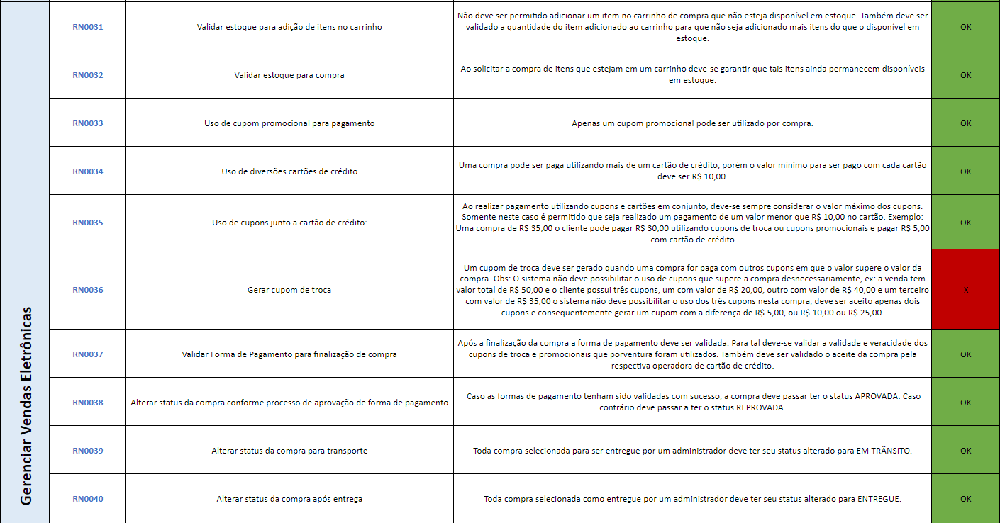 Gerenciar Vendas Eletrônicas
RN0031
Validar estoque para adição de itens no carrinho
Não deve ser permitido adicionar um item no carrinho de compra que não esteja disponível em estoque. Também deve ser
validado a quantidade do item adicionado ao carrinho para que não seja adicionado mais itens do que o disponível em
estoque.
OK
RN0032
Validar estoque para compra
Ao solicitar a compra de itens que estejam em um carrinho deve-se garantir que tais itens ainda permanecem disponíveis
em estoque.
OK
RN0033
Uso de cupom promocional para pagamento
Apenas um cupom promocional pode ser utilizado por compra.
OK
RN0034
Uso de diversões cartões de crédito
Uma compra pode ser paga utilizando mais de um cartão de crédito, porém o valor mínimo para ser pago com cada cartão
deve ser R$ 10,00.
OK
RN0035
Uso de cupons junto a cartão de crédito:
Ao realizar pagamento utilizando cupons e cartões em conjunto, deve-se sempre considerar o valor máximo dos cupons.
Somente neste caso é permitido que seja realizado um pagamento de um valor menor que R$ 10,00 no cartão. Exemplo:
Uma compra de R$ 35,00 o cliente pode pagar R$ 30,00 utilizando cupons de troca ou cupons promocionais e pagar R$ 5,00
com cartão de crédito
OK
RN0036
Gerar cupom de troca
Um cupom de troca deve ser gerado quando uma compra for paga com outros cupons em que o valor supere o valor da
compra. Obs: O sistema não deve possibilitar o uso de cupons que supere a compra desnecessariamente, ex: a venda tem
valor total de R$ 50,00 e o cliente possui três cupons, um com valor de R$ 20,00, outro com valor de R$ 40,00 e um terceiro
com valor de R$ 35,00 o sistema não deve possibilitar o uso dos três cupons nesta compra, deve ser aceito apenas dois
cupons e consequentemente gerar um cupom com a diferença de R$ 5,00, ou R$ 10,00 ou R$ 25,00.
X
RN0037
Validar Forma de Pagamento para finalização de compra
Após a finalização da compra a forma de pagamento deve ser validada. Para tal deve-se validar a validade e veracidade dos
cupons de troca e promocionais que porventura foram utilizados. Também deve ser validado o aceite da compra pela
respectiva operadora de cartão de crédito.
OK
RN0038
Alterar status da compra conforme processo de aprovação de forma de pagamento
Caso as formas de pagamento tenham sido validadas com sucesso, a compra deve passar ter o status APROVADA. Caso
contrário deve passar a ter o status REPROVADA.
OK
RN0039
Alterar status da compra para transporte
Toda compra selecionada para ser entregue por um administrador deve ter seu status alterado para EM TRÂNSITO.
OK
RN0040
Alterar status da compra após entrega
Toda compra selecionada como entregue por um administrador deve ter seu status alterado para ENTREGUE.
OK